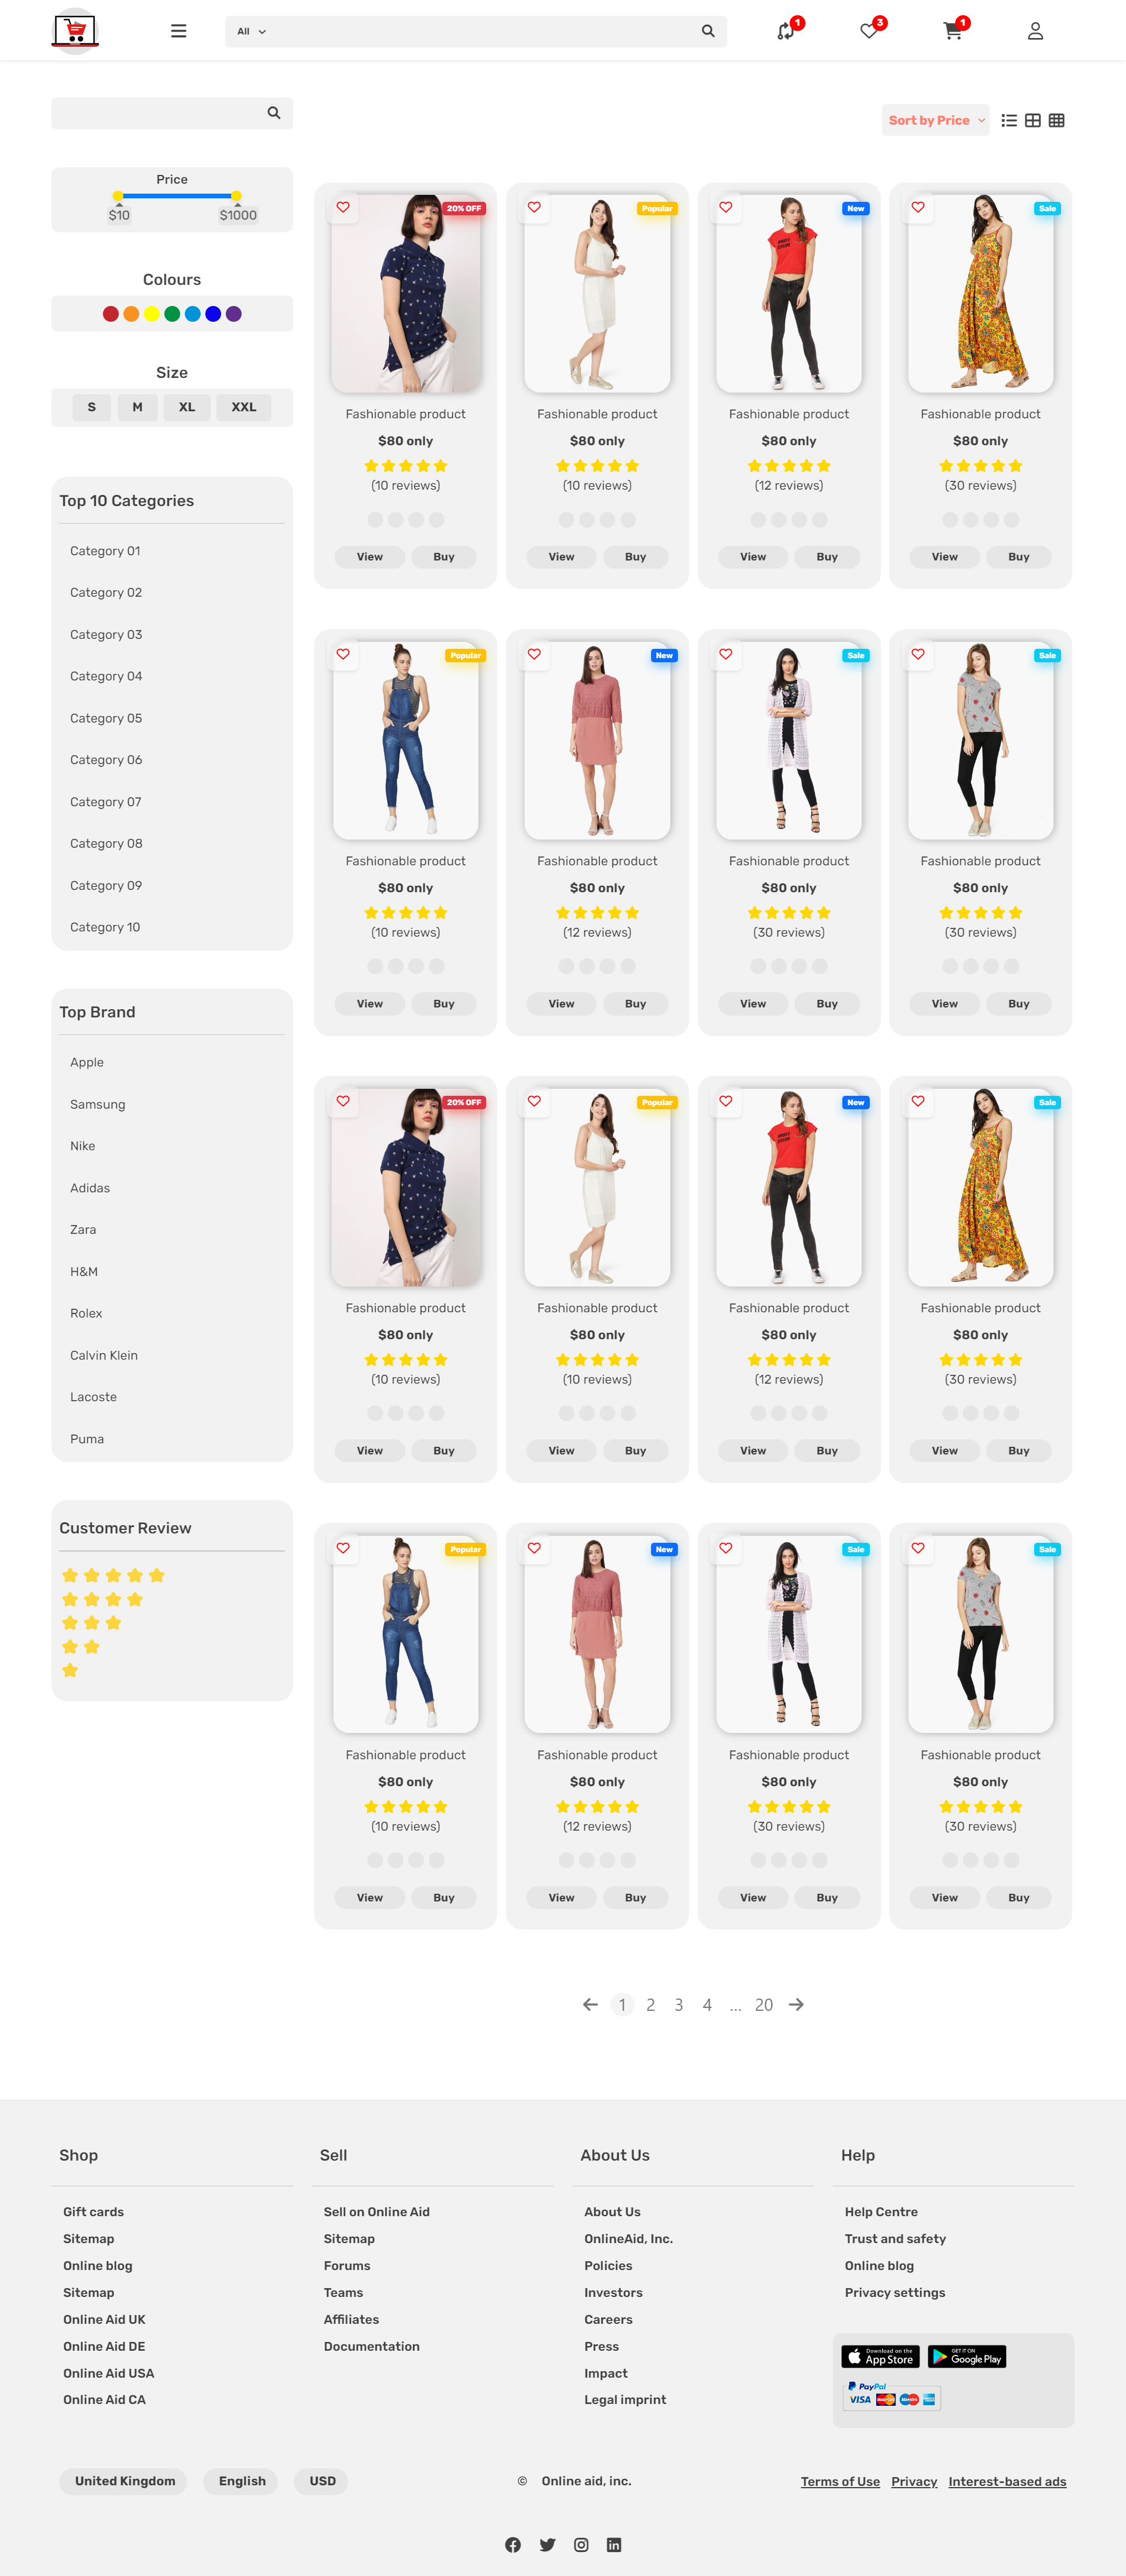 All
1
3
1
Sort by Price
Price
$10
$1000
Colours
Size
S M XL XXL
Top 10 Categories
Category 01
Category 02
Category 03
Category 04
Category 05
Category 06
Category 07
Category 08
Category 09
Category 10
Top Brand
Apple
Samsung
Nike
Adidas
Zara
H&M
Rolex
Calvin Klein
Lacoste
Puma
Customer Review
20% OFF
Fashionable product
$80 only
(10 reviews)
View Buy
Popular
Fashionable product
$80 only
(10 reviews)
View Buy
New
Fashionable product
$80 only
(12 reviews)
View Buy
Sale
Fashionable product
$80 only
(30 reviews)
View Buy
Popular
Fashionable product
$80 only
(10 reviews)
View Buy
New
Fashionable product
$80 only
(12 reviews)
View Buy
Sale
Fashionable product
$80 only
(30 reviews)
View Buy
Sale
Fashionable product
$80 only
(30 reviews)
View Buy
20% OFF
Fashionable product
$80 only
(10 reviews)
View Buy
Popular
Fashionable product
$80 only
(10 reviews)
View Buy
New
Fashionable product
$80 only
(12 reviews)
View Buy
Sale
Fashionable product
$80 only
(30 reviews)
View Buy
Popular
Fashionable product
$80 only
(10 reviews)
View Buy
New
Fashionable product
$80 only
(12 reviews)
View Buy
Sale
Fashionable product
$80 only
(30 reviews)
View Buy
Sale
Fashionable product
$80 only
(30 reviews)
View Buy
1 2 3 4 ... 20
Shop
Gift cards
Sitemap
Online blog
Sitemap
Online Aid UK
Online Aid DE
Online Aid USA
Online Aid CA
Sell
Sell on Online Aid
Sitemap
Forums
Teams
Affiliates
Documentation
About Us
About Us
OnlineAid, Inc.
Policies
Investors
Careers
Press
Impact
Legal imprint
Help
Help Centre
Trust and safety
Online blog
Privacy settings
Download on the
App Store
GET IT ON
Google Play
PayPal
VISA MasterCard Maestro
United Kingdom English USD
© Online aid, inc.
Terms of Use Privacy Interest-based ads